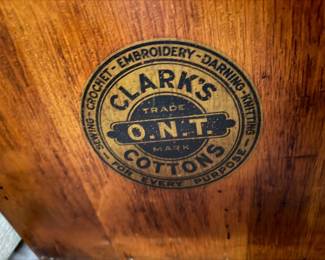 SEWING-CROCHET-EMBROIDERY-DARNING-KNITTING
- FOR EVERY PURPOSE -
CLARK'S
TRADE
O.N.T.
MARK
COTTONS